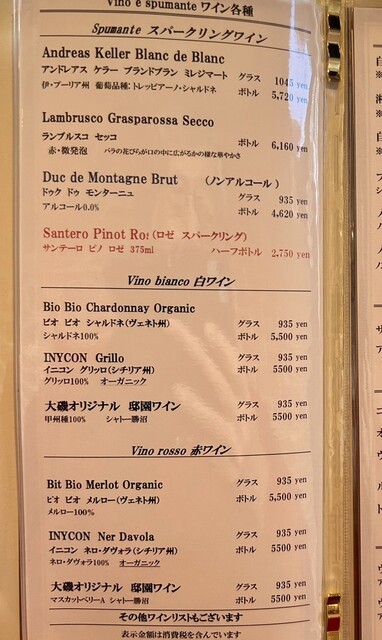 Vino e spumante ワイン各種
Spumante スパークリングワイン
Andreas Keller Blanc de Blanc
アンドレアス ケラー ブランドブラン ミレジマート グラス 1045 yen
伊・プーリア州 葡萄品種:トレッビアーノ・シャルドネ ボトル 5,720 yen
Lambrusco Grasparossa Secco
ランブルスコ セッコ ボトル 6,160 yen
赤・微発泡 バラの花びらが口の中に広がるかの様な華やかさ
Duc de Montagne Brut (ノンアルコール)
ドゥク ドゥ モンターニュ グラス 935 yen
アルコール0.0% ボトル 4,620 yen
Santero Pinot Ros (ロゼ スパークリング)
サンテーロ ピノ ロゼ 375ml ハーフボトル 2,750 yen
Vino bianco 白ワイン
Bio Bio Chardonnay Organic
ビオ ビオ シャルドネ(ヴェネト州) グラス 935 yen
シャルドネ100% ボトル 5,500 yen
INYCON Grillo
イニコン グリッロ(シチリア州) グラス 935 yen
グリッロ100% オーガニック ボトル 5500 yen
大磯オリジナル 邸園ワイン グラス 935 yen
甲州種100% シャトー勝沼 ボトル 5500 yen
Vino rosso 赤ワイン
Bit Bio Merlot Organic グラス 935 yen
ビオ ビオ メルロー(ヴェネト州) ボトル 5,500 yen
メルロー100%
INYCON Ner Davola グラス 935 yen
イニコン ネロ・ダヴォラ(シチリア州) ボトル 5500 yen
ネロ・ダヴォラ100% オーガニック
大磯オリジナル 邸園ワイン グラス 935 yen
マスカットベリーA シャトー勝沼 ボトル 5500 yen
その他ワインリストもございます
表示金額は消費税を含んでいます